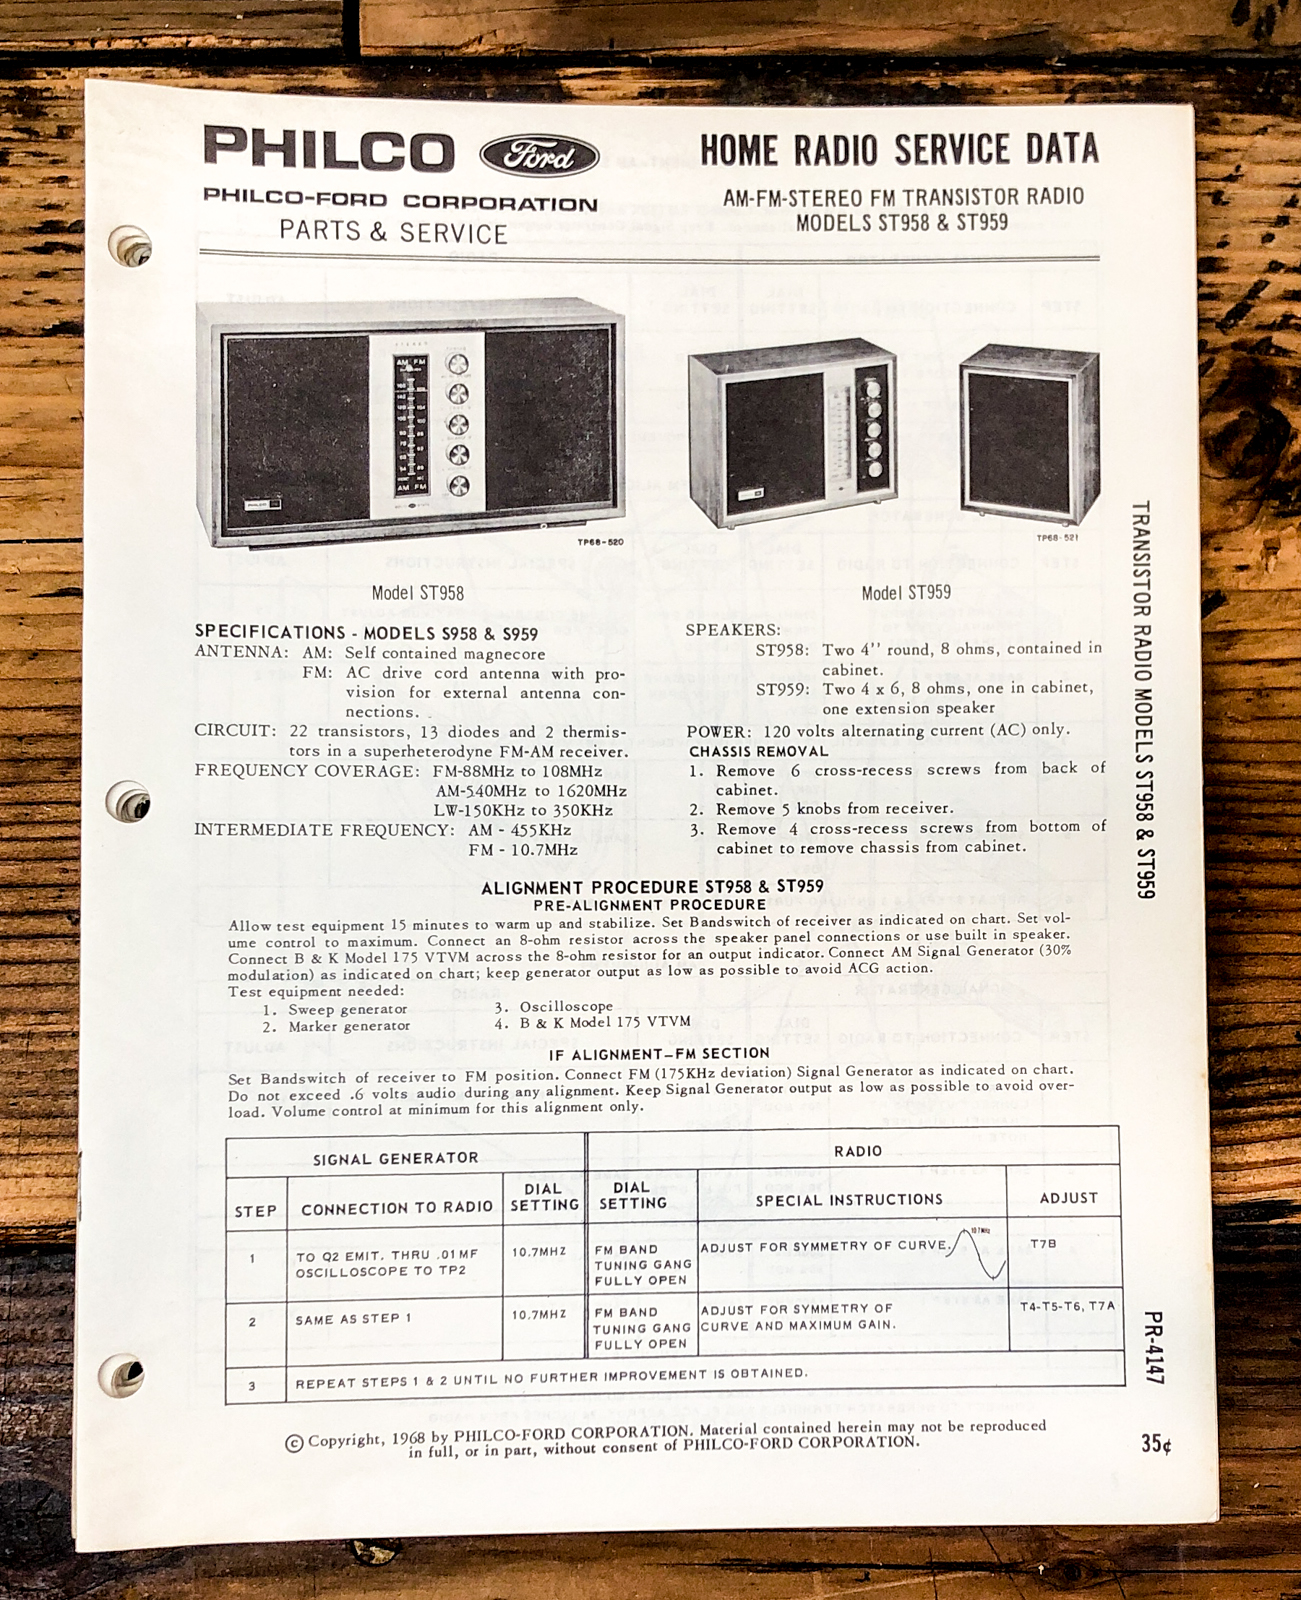 PHILCO Ford
PHILCO-FORD CORPORATION
PARTS & SERVICE
HOME RADIO SERVICE DATA
AM-FM-STEREO FM TRANSISTOR RADIO
MODELS ST958 & ST959
AM FM
AM FM
PHILCO
TP68-520
TP68-521
Model ST958
Model ST959
SPECIFICATIONS - MODELS S958 & S959
ANTENNA: AM: Self contained magnecore
FM: AC drive cord antenna with pro-
vision for external antenna con-
nections.
CIRCUIT: 22 transistors, 13 diodes and 2 thermis-
tors in a superheterodyne FM-AM receiver.
FREQUENCY COVERAGE: FM-88MHz to 108MHz
AM-540MHz to 1620MHz
LW-150KHz to 350KHz
INTERMEDIATE FREQUENCY: AM - 455KHz
FM - 10.7MHz
SPEAKERS:
ST958: Two 4'' round, 8 ohms, contained in
cabinet.
ST959: Two 4 x 6, 8 ohms, one in cabinet,
one extension speaker
POWER: 120 volts alternating current (AC) only.
CHASSIS REMOVAL
1. Remove 6 cross-recess screws from back of
cabinet.
2. Remove 5 knobs from receiver.
3. Remove 4 cross-recess screws from bottom of
cabinet to remove chassis from cabinet.
ALIGNMENT PROCEDURE ST958 & ST959
PRE-ALIGNMENT PROCEDURE
Allow test equipment 15 minutes to warm up and stabilize. Set Bandswitch of receiver as indicated on chart. Set vol-
ume control to maximum. Connect an 8-ohm resistor across the speaker panel connections or use built in speaker.
Connect B & K Model 175 VTVM across the 8-ohm resistor for an output indicator. Connect AM Signal Generator (30%
modulation) as indicated on chart; keep generator output as low as possible to avoid ACG action.
Test equipment needed:
1. Sweep generator
2. Marker generator
3. Oscilloscope
4. B & K Model 175 VTVM
IF ALIGNMENT–FM SECTION
Set Bandswitch of receiver to FM position. Connect FM (175KHz deviation) Signal Generator as indicated on chart.
Do not exceed .6 volts audio during any alignment. Keep Signal Generator output as low as possible to avoid over-
load. Volume control at minimum for this alignment only.
SIGNAL GENERATOR RADIO
STEP CONNECTION TO RADIO DIAL SETTING DIAL SETTING SPECIAL INSTRUCTIONS ADJUST
1 TO Q2 EMIT. THRU .01 MF 10.7MHZ FM BAND ADJUST FOR SYMMETRY OF CURVE. 10.7MHz T7B
OSCILLOSCOPE TO TP2 TUNING GANG
FULLY OPEN
2 SAME AS STEP 1 10.7MHZ FM BAND ADJUST FOR SYMMETRY OF T4-T5-T6, T7A
TUNING GANG CURVE AND MAXIMUM GAIN.
FULLY OPEN
3 REPEAT STEPS 1 & 2 UNTIL NO FURTHER IMPROVEMENT IS OBTAINED.
© Copyright, 1968 by PHILCO-FORD CORPORATION. Material contained herein may not be reproduced
in full, or in part, without consent of PHILCO-FORD CORPORATION.
TRANSISTOR RADIO MODELS ST958 & ST959
PR-4147
35¢